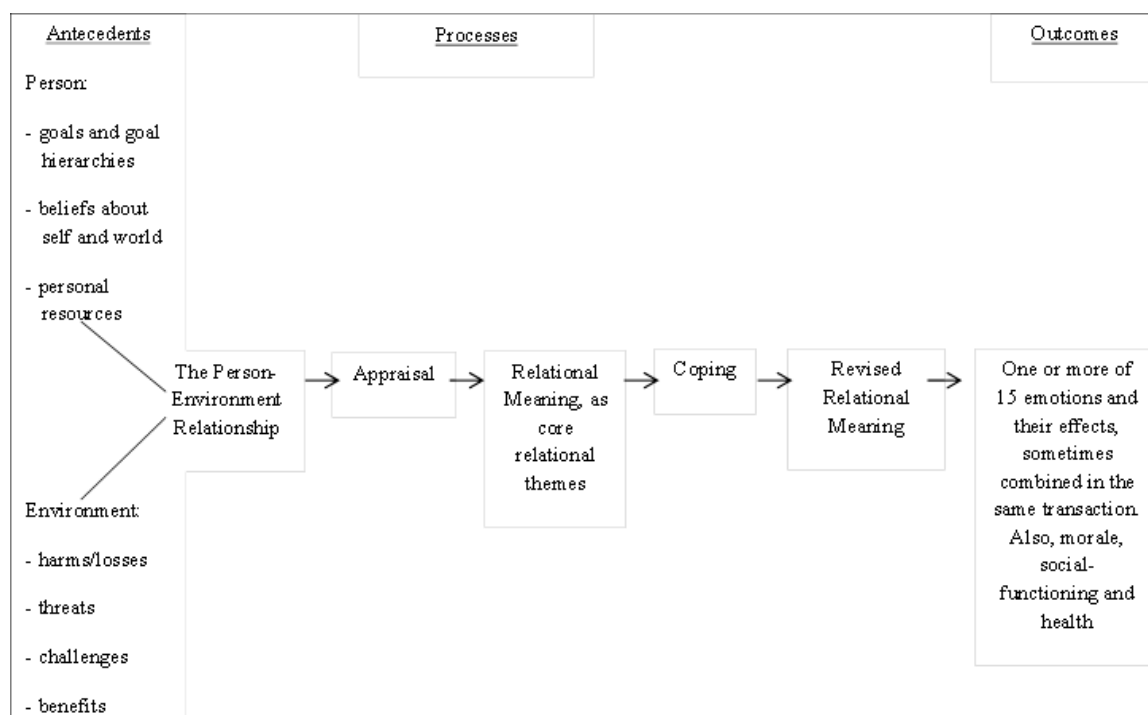 Antecedents
Processes
Outcomes
Person:
- goals and goal
hierarchies
- beliefs about
self and world
- personal
resources
The Person-
Environment
Relationship
Appraisal
Relational
Meaning, as
core
relational
themes
Coping
Revised
Relational
Meaning
One or more of
15 emotions and
their effects,
sometimes
combined in the
same transaction.
Also, morale,
social-
functioning and
health
Environment:
- harms/losses
- threats
- challenges
- benefits